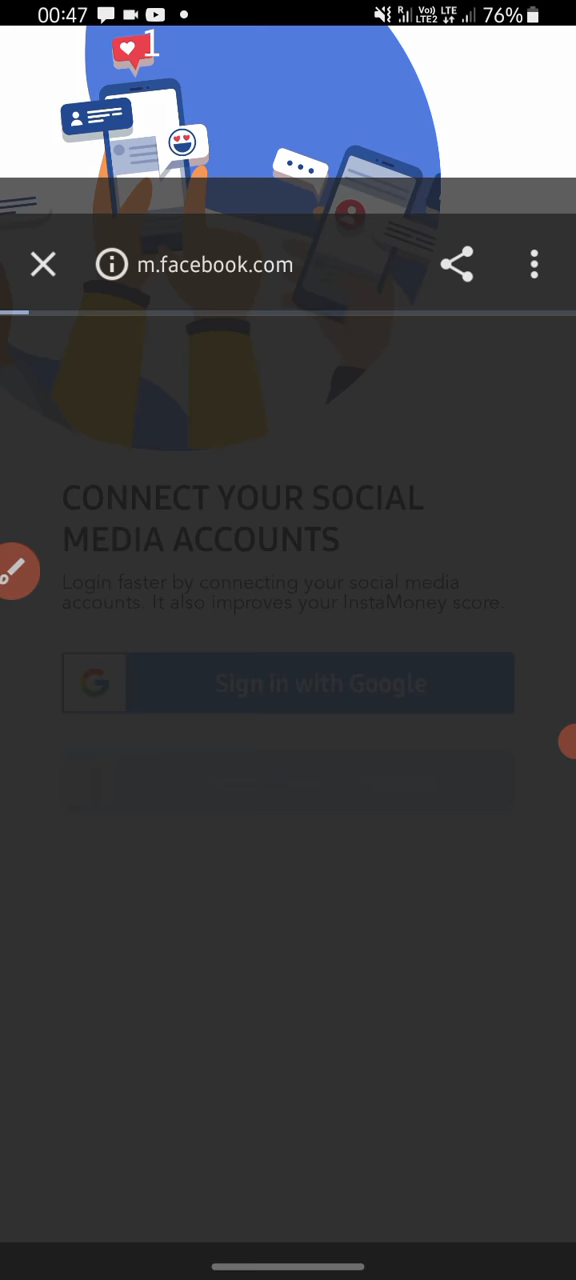 00:47
R
Vo)) LTE
LTE2
76%
1
m.facebook.com
CONNECT YOUR SOCIAL
MEDIA ACCOUNTS
Login faster by connecting your social media
accounts. It also improves your InstaMoney score.
Sign in with Google